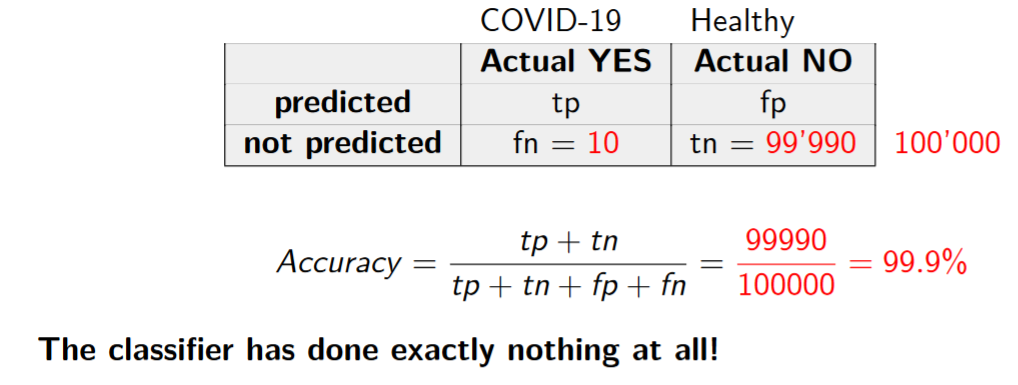 COVID-19 Healthy
Actual YES Actual NO
predicted tp fp
not predicted fn = 10 tn = 99'990 100'000
Accuracy = tp + tn / tp + tn + fp + fn = 99990 / 100000 = 99.9%
The classifier has done exactly nothing at all!